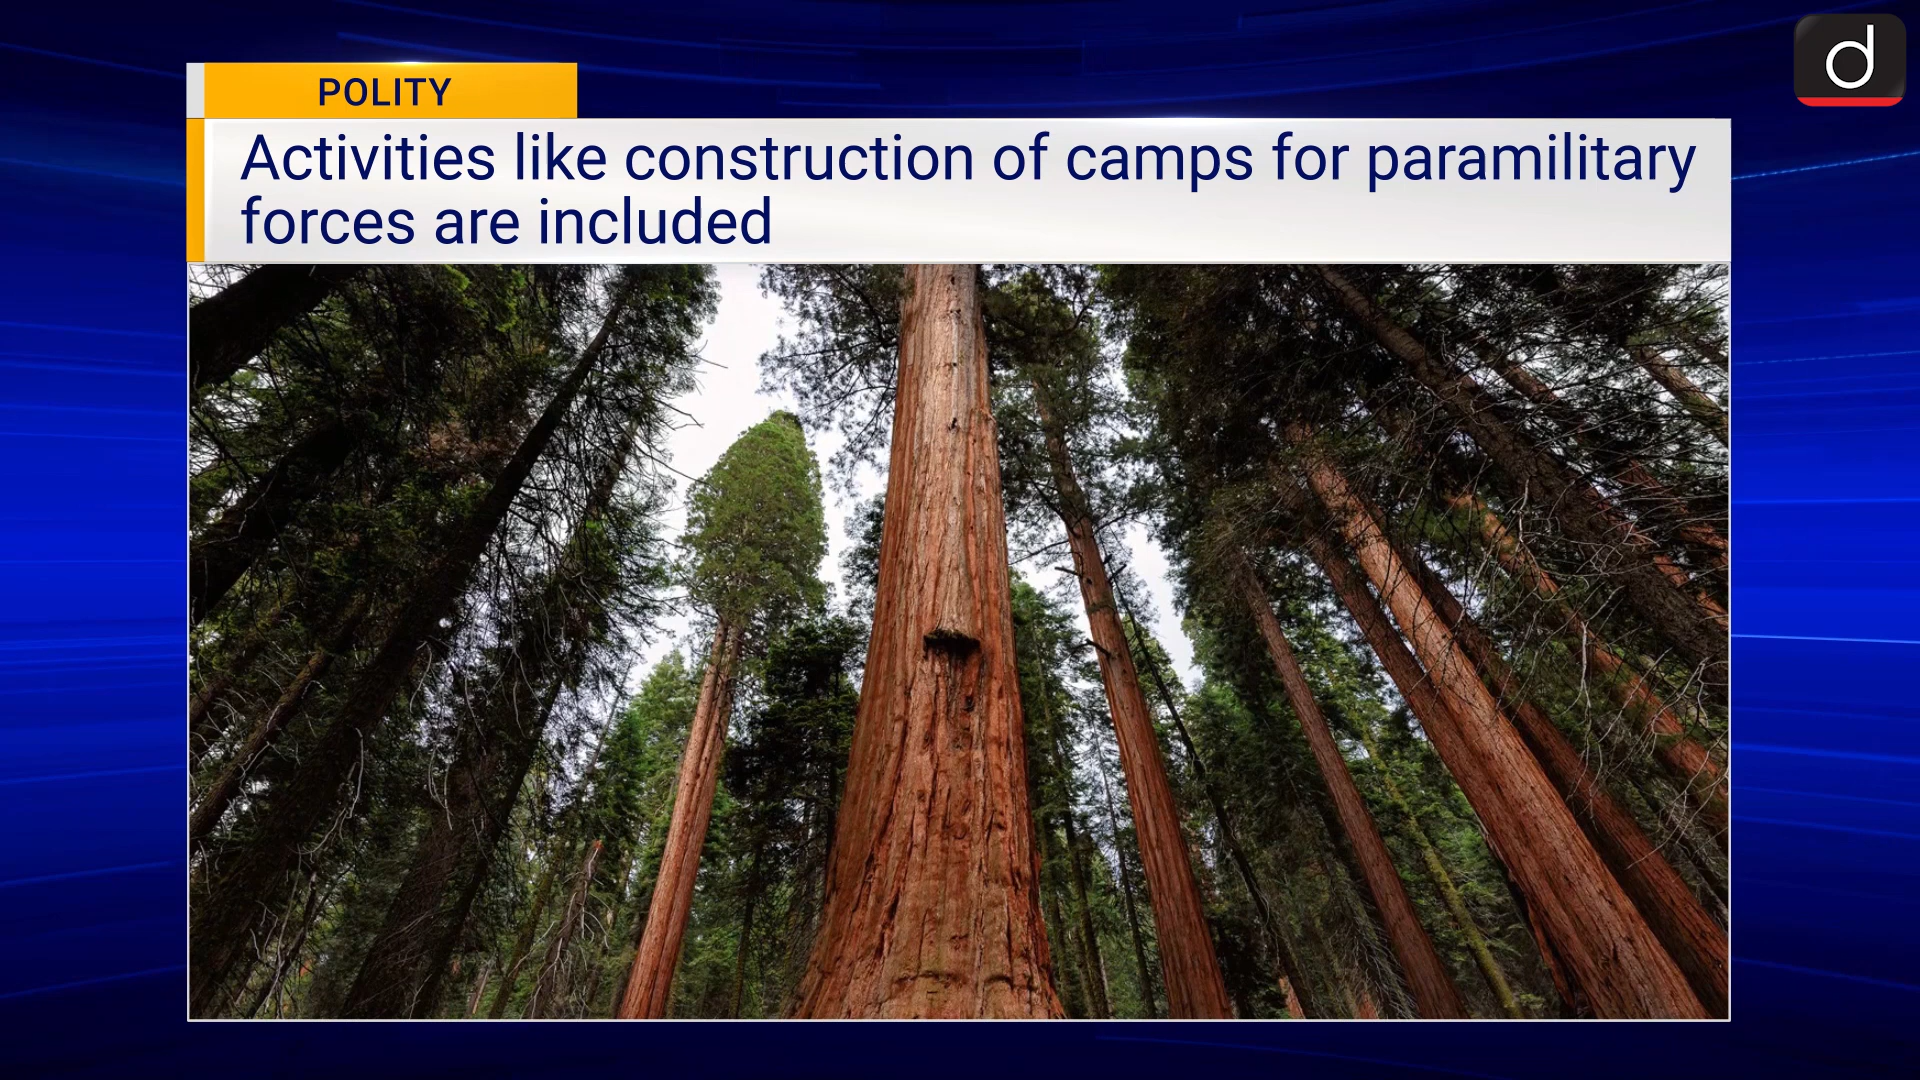 POLITY
Activities like construction of camps for paramilitary
forces are included
d